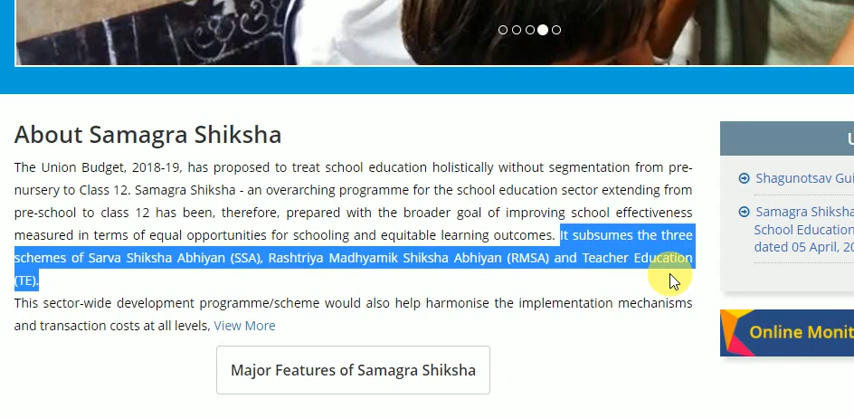 About Samagra Shiksha
The Union Budget, 2018-19, has proposed to treat school education holistically without segmentation from pre-
nursery to Class 12. Samagra Shiksha - an overarching programme for the school education sector extending from
pre-school to class 12 has been, therefore, prepared with the broader goal of improving school effectiveness
measured in terms of equal opportunities for schooling and equitable learning outcomes. It subsumes the three
schemes of Sarva Shiksha Abhiyan (SSA), Rashtriya Madhyamik Shiksha Abhiyan (RMSA) and Teacher Education
(TE).
This sector-wide development programme/scheme would also help harmonise the implementation mechanisms
and transaction costs at all levels, View More
Major Features of Samagra Shiksha
Shagunotsav Gui
Samagra Shiksha
School Education
dated 05 April, 20
Online Monit